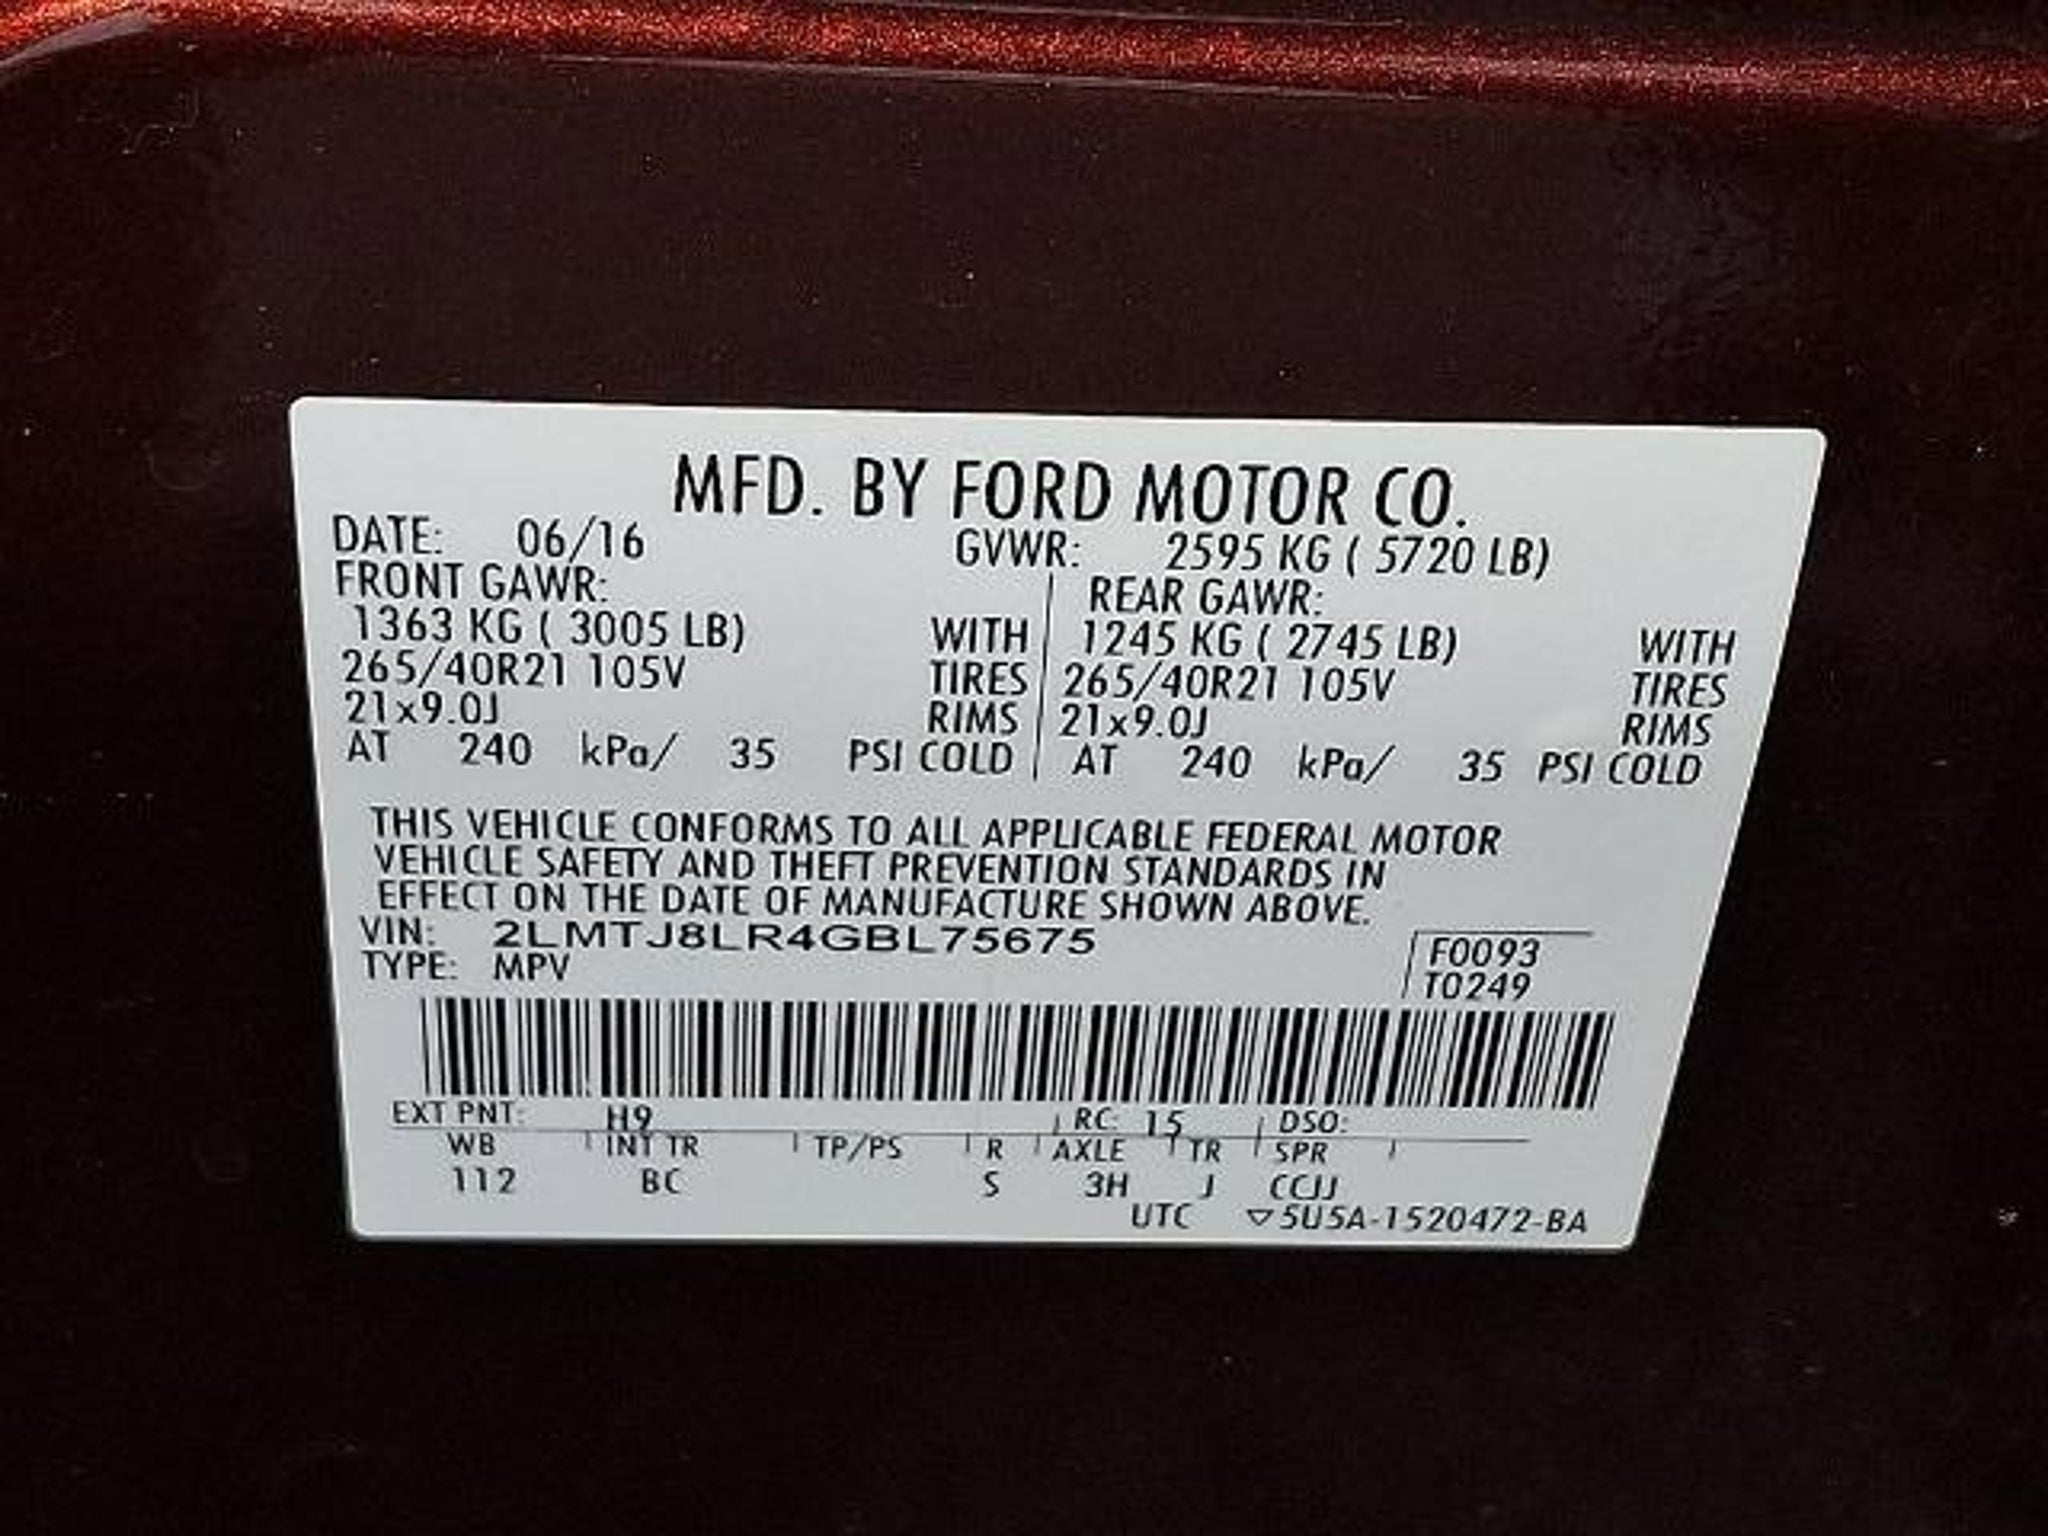 MFD. BY FORD MOTOR CO.
DATE: 06/16 GVWR: 2595 KG ( 5720 LB)
FRONT GAWR: REAR GAWR:
1363 KG ( 3005 LB) WITH 1245 KG ( 2745 LB) WITH
265/40R21 105V TIRES 265/40R21 105V TIRES
21x9.0J RIMS 21x9.0J RIMS
AT 240 kPa/ 35 PSI COLD AT 240 kPa/ 35 PSI COLD
THIS VEHICLE CONFORMS TO ALL APPLICABLE FEDERAL MOTOR
VEHICLE SAFETY AND THEFT PREVENTION STANDARDS IN
EFFECT ON THE DATE OF MANUFACTURE SHOWN ABOVE.
VIN: 2LMTJ8LR4GBL75675 F0093
TYPE: MPV T0249
EXT PNT: H9 RC: 15 DSO:
WB INT TR TP/PS R AXLE TR SPR
112 BC S 3H J CCJJ
UTC ▽5U5A-1520472-BA